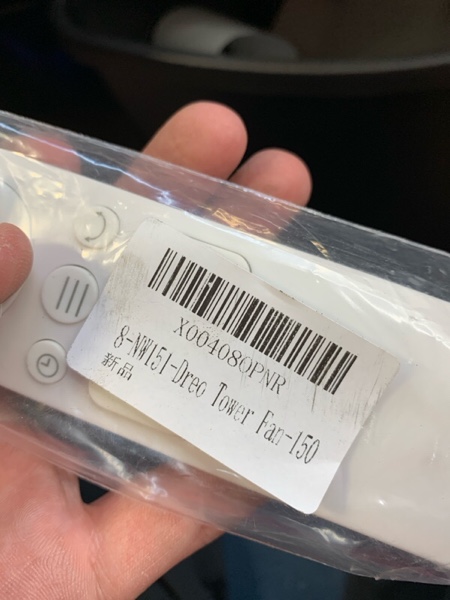 X004080PNR
8-NW151-Dreo Tower Fan-150
新品